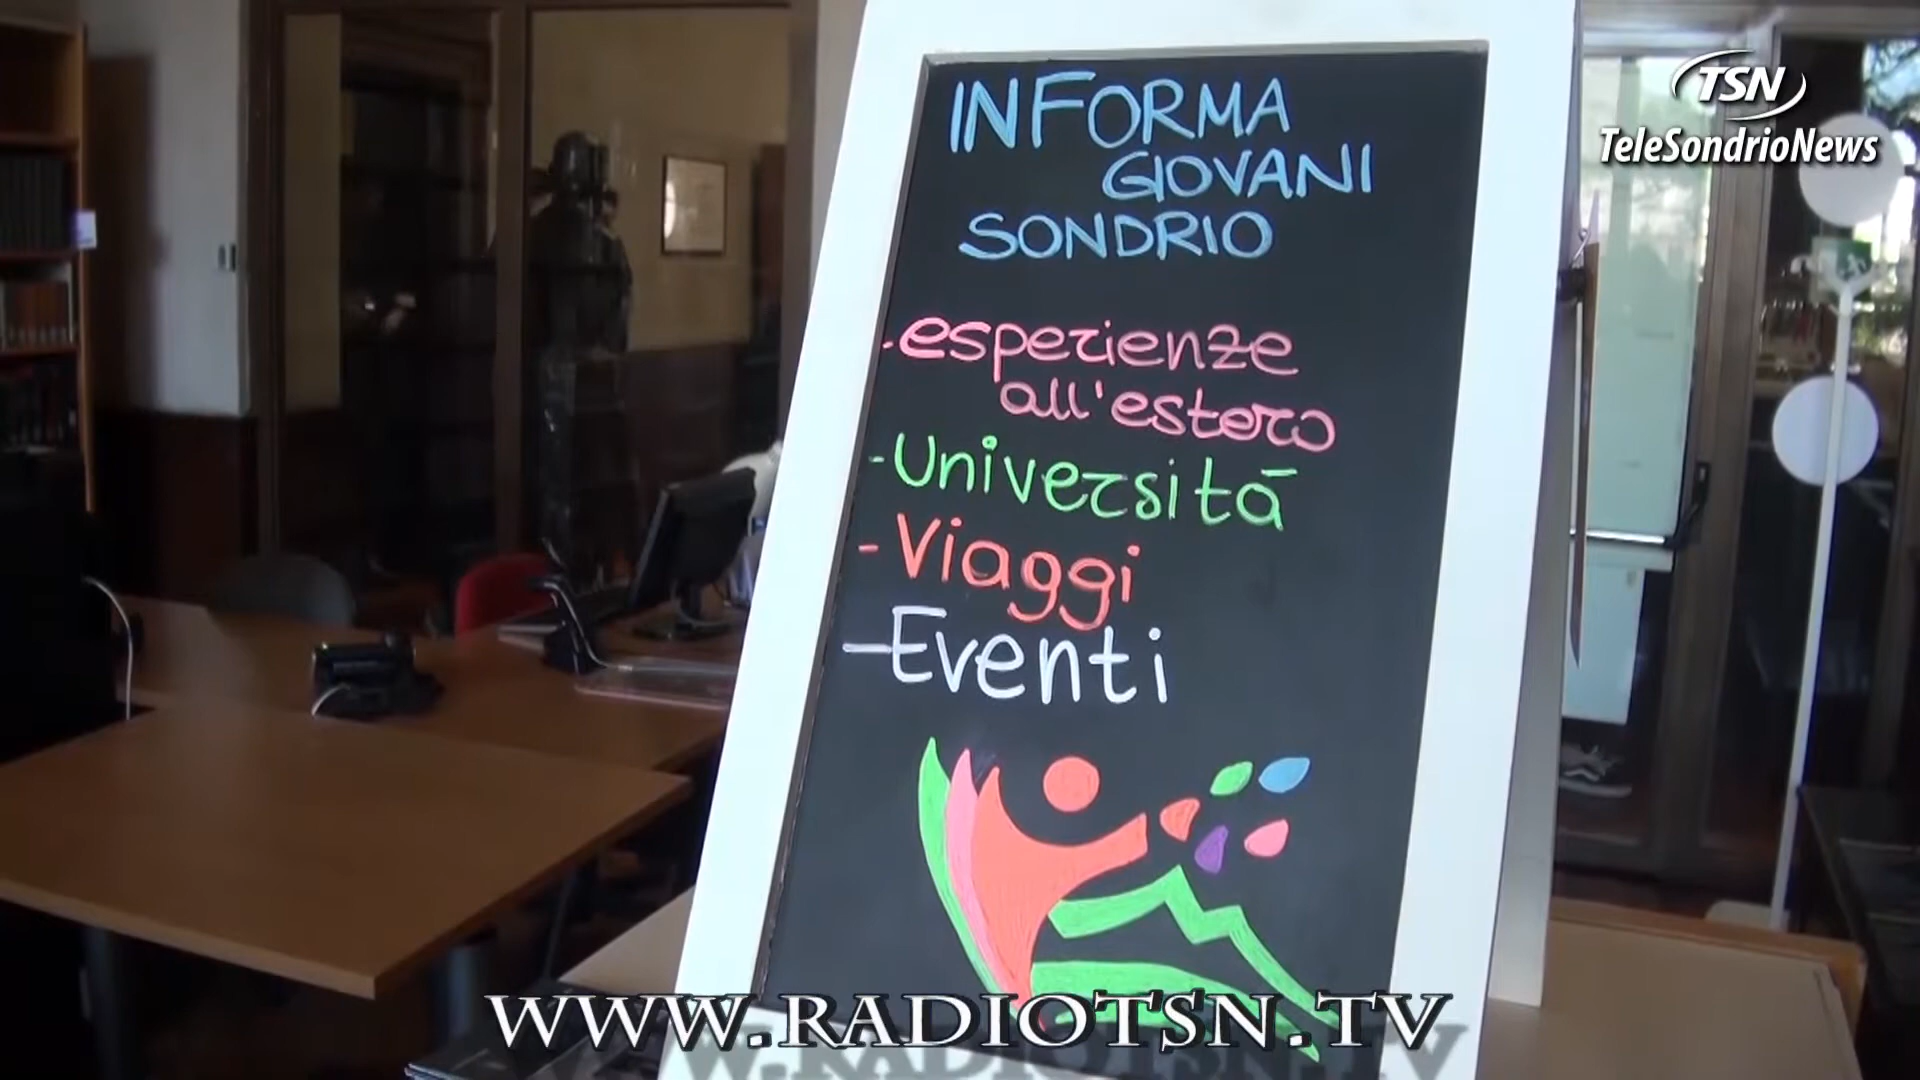 TSN
TeleSondrioNews
INFORMA
GIOVANI
SONDRIO
-esperienze
all'estero
-Università
-Viaggi
-Eventi
WWW.RADIOTSN.TV